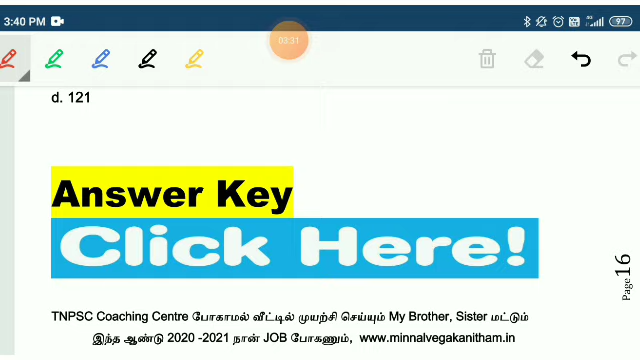 3:40 PM 97
03:31
d. 121
Answer Key
Click Here!
Page 16
TNPSC Coaching Centre போகாமல் வீட்டில் முயற்சி செய்யும் My Brother, Sister மட்டும்
இந்த ஆண்டு 2020 -2021 நான் JOB போகணும், www.minnalvegakanitham.in